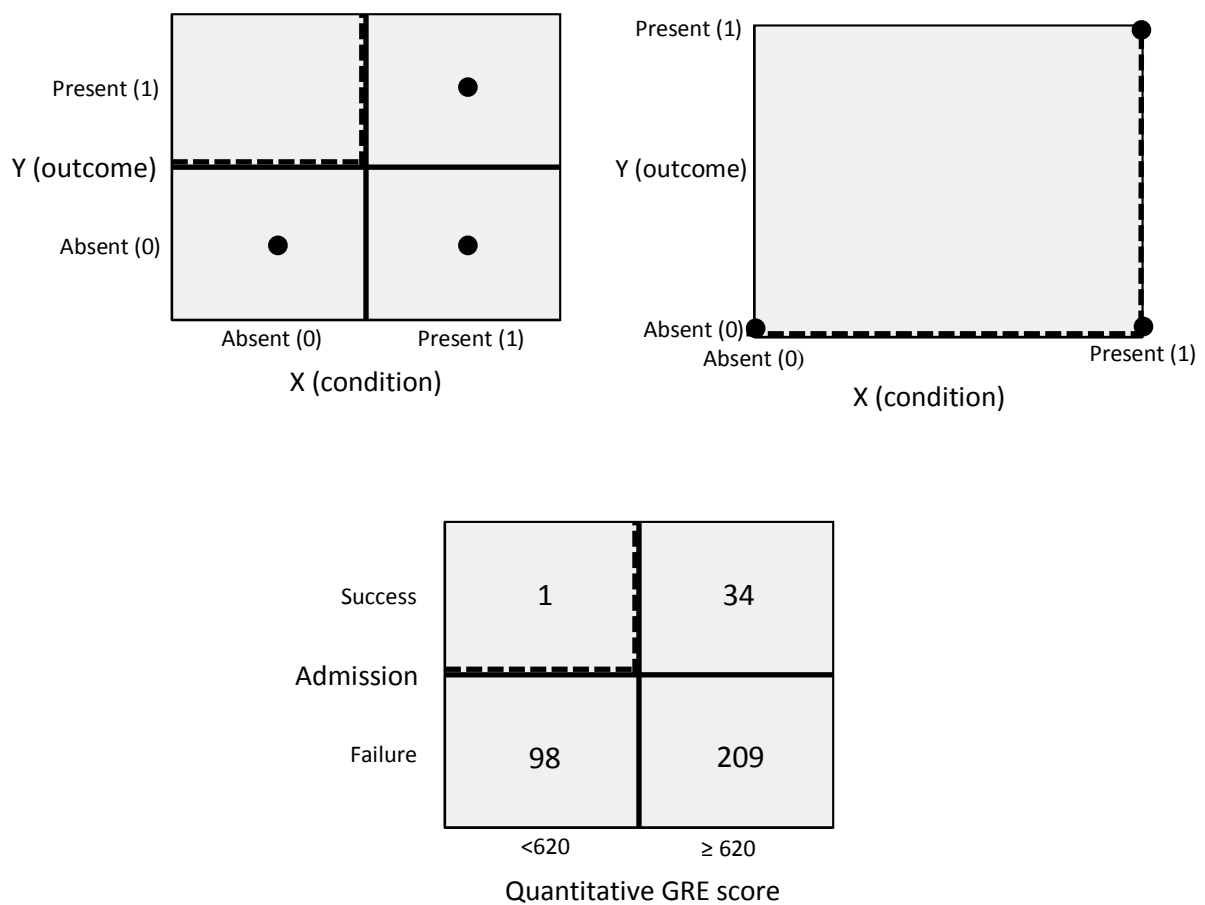 Present (1)
Y (outcome)
Absent (0)
Absent (0) Present (1)
X (condition)
Present (1)
Y (outcome)
Absent (0)
Absent (0) Present (1)
X (condition)
Success 1 34
Admission
Failure 98 209
<620 ≥ 620
Quantitative GRE score